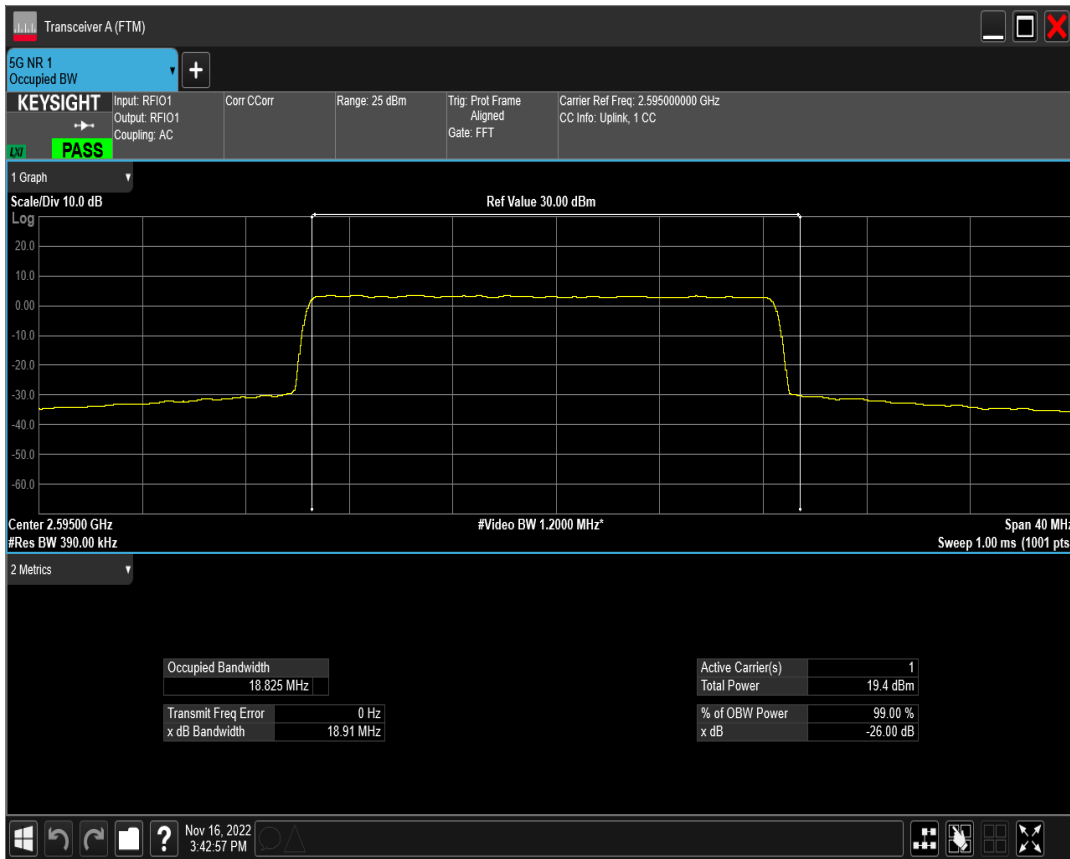 Transceiver A (FTM)
5G NR 1
Occupied BW
+
KEYSIGHT
LXI
PASS
Input: RFIO1
Output: RFIO1
Coupling: AC
Corr CCorr
Range: 25 dBm
Trig: Prot Frame
Aligned
Gate: FFT
Carrier Ref Freq: 2.595000000 GHz
CC Info: Uplink, 1 CC
1 Graph
Scale/Div 10.0 dB
Ref Value 30.00 dBm
Log
20.0
10.0
0.00
-10.0
-20.0
-30.0
-40.0
-50.0
-60.0
Center 2.59500 GHz
#Video BW 1.2000 MHz*
Span 40 MHz
#Res BW 390.00 kHz
Sweep 1.00 ms (1001 pts
2 Metrics
Occupied Bandwidth
18.825 MHz
Transmit Freq Error 0 Hz
x dB Bandwidth 18.91 MHz
Active Carrier(s) 1
Total Power 19.4 dBm
% of OBW Power 99.00 %
x dB -26.00 dB
?
Nov 16, 2022
3:42:57 PM